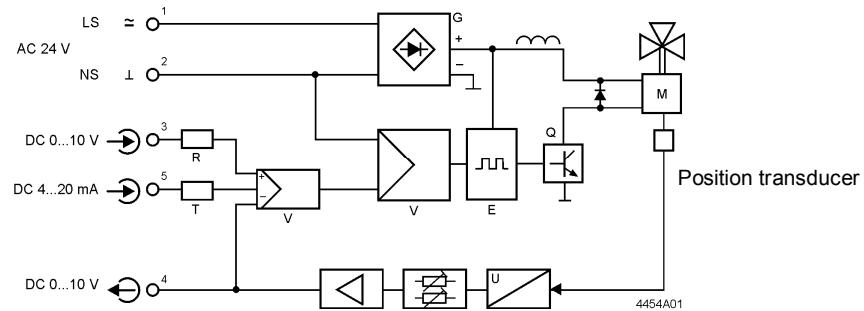 LS ≃ 1
AC 24 V
NS ⊥ 2
G
+
–
M
DC 0...10 V 3
R
DC 4...20 mA 5
T
+
–
V
V
E
Q
Position transducer
DC 0...10 V 4
U
4454A01